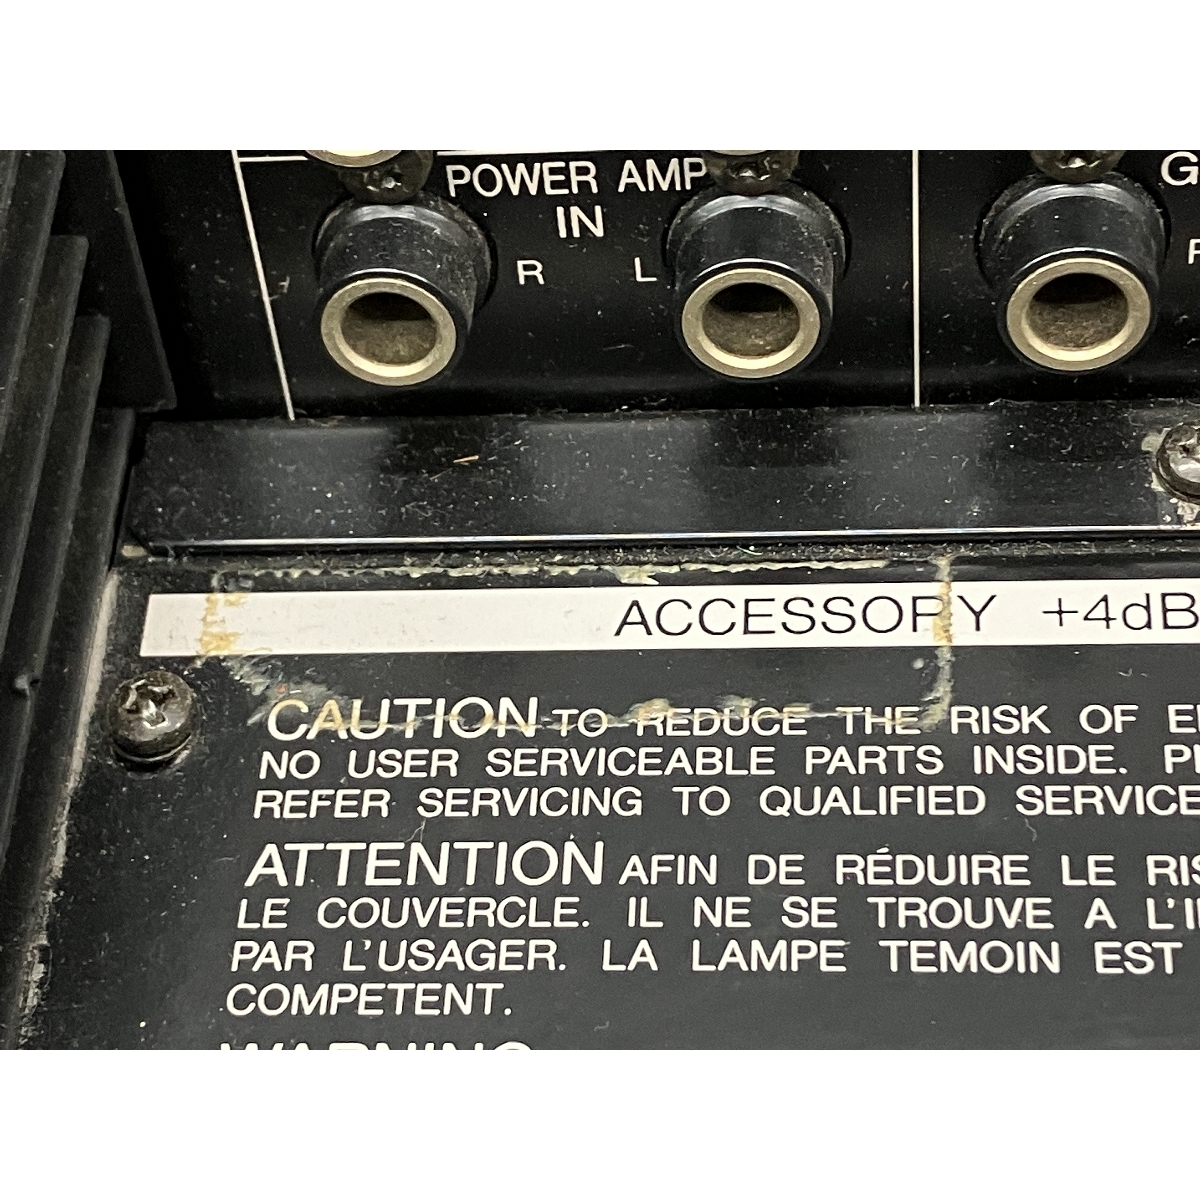 POWER AMP
IN
R L
ACCESSORY +4dB
CAUTION TO REDUCE THE RISK OF
NO USER SERVICEABLE PARTS INSIDE.
REFER SERVICING TO QUALIFIED SERVICE
ATTENTION AFIN DE RÉDUIRE LE
LE COUVERCLE. IL NE SE TROUVE A
PAR L'USAGER. LA LAMPE TEMOIN EST
COMPETENT.
WARNING